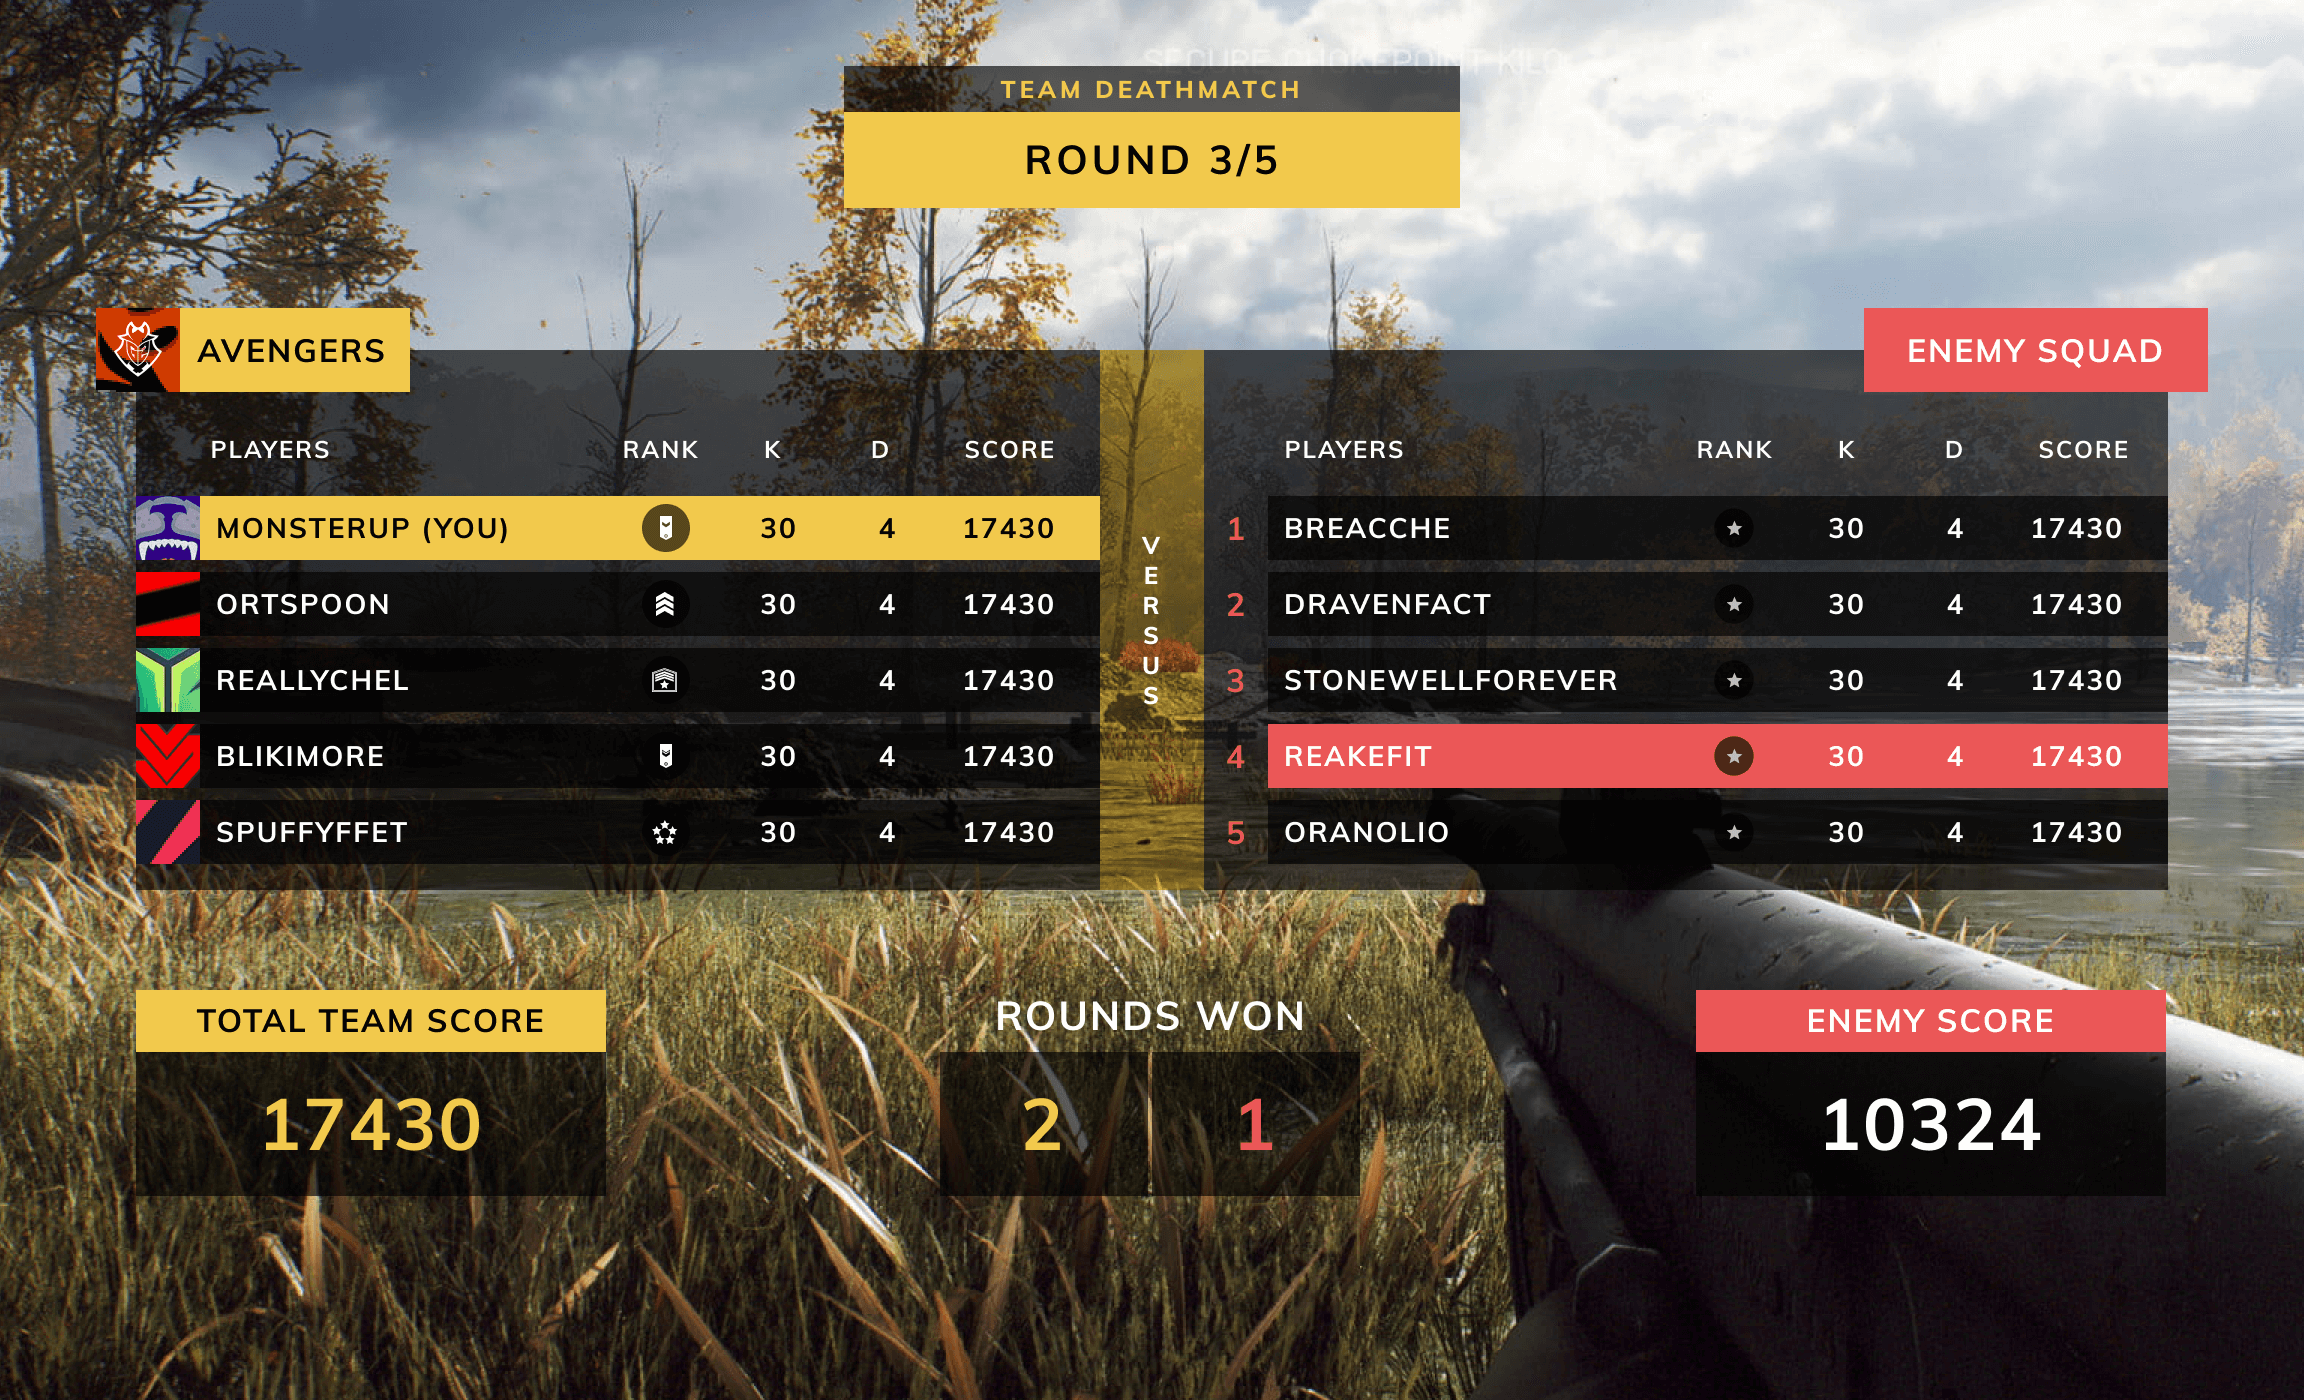 SECURE CHOKEPOINT KILO
TEAM DEATHMATCH
ROUND 3/5
AVENGERS
ENEMY SQUAD
PLAYERS RANK K D SCORE
MONSTERUP (YOU) 30 4 17430
ORTSPOON 30 4 17430
REALLYCHEL 30 4 17430
BLIKIMORE 30 4 17430
SPUFFYFFET 30 4 17430
VERSUS
PLAYERS RANK K D SCORE
1 BREACCHE 30 4 17430
2 DRAVENFACT 30 4 17430
3 STONEWELLFOREVER 30 4 17430
4 REAKEFIT 30 4 17430
5 ORANOLIO 30 4 17430
TOTAL TEAM SCORE
17430
ROUNDS WON
2 1
ENEMY SCORE
10324